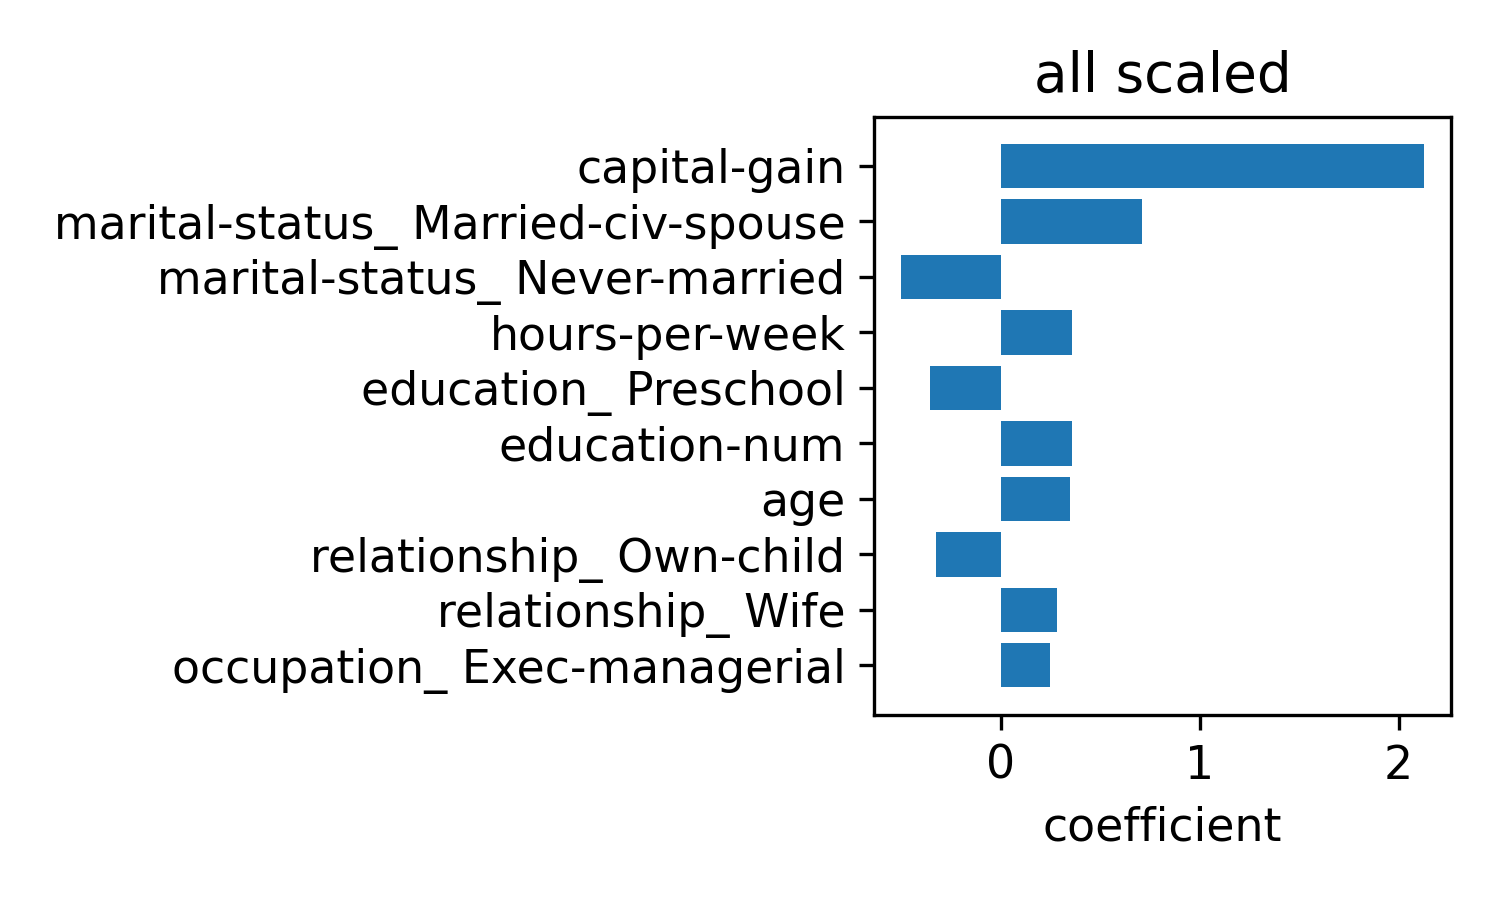 all scaled
capital-gain
marital-status_ Married-civ-spouse
marital-status_ Never-married
hours-per-week
education_ Preschool
education-num
age
relationship_ Own-child
relationship_ Wife
occupation_ Exec-managerial
0 1 2
coefficient